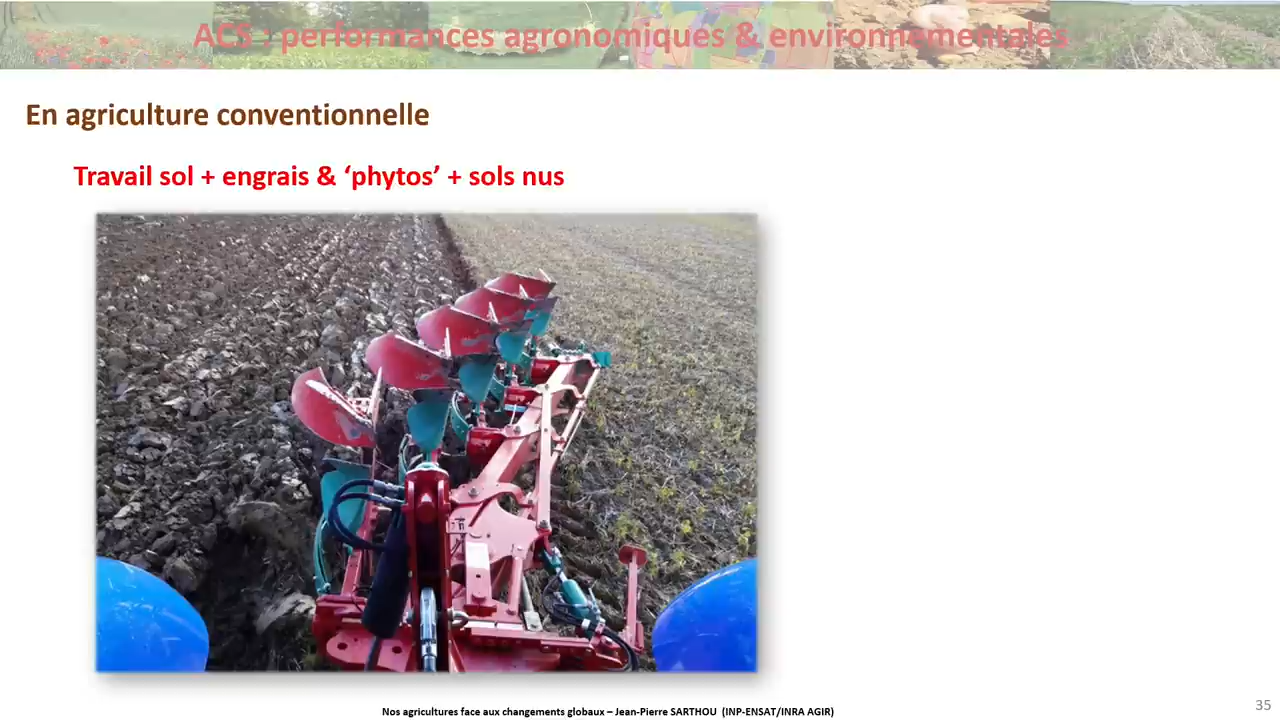 ACS : performances agronomiques & environnementales
En agriculture conventionnelle
Travail sol + engrais & ‘phytos’ + sols nus
Nos agricultures face aux changements globaux – Jean-Pierre SARTHOU (INP-ENSAT/INRA AGIR)
35